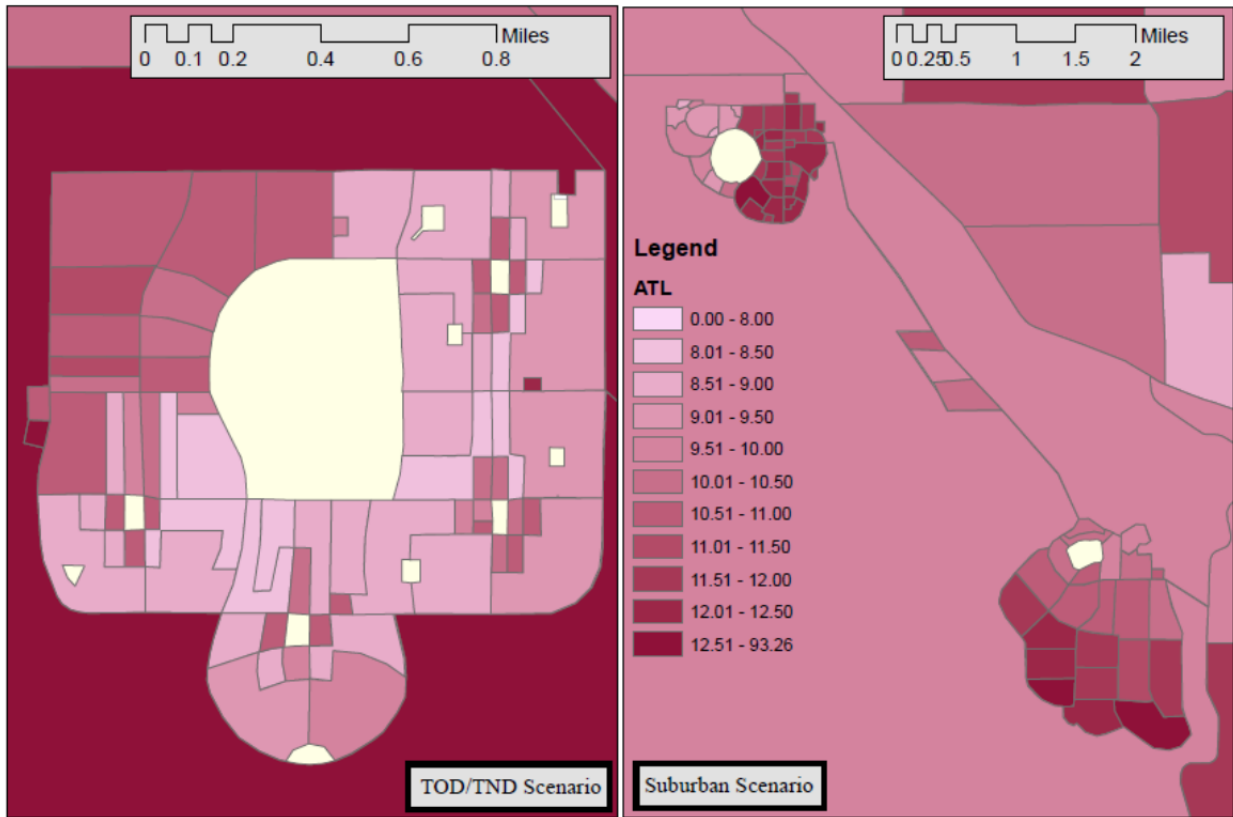 Miles
0 0.1 0.2 0.4 0.6 0.8
Miles
0 0.250.5 1 1.5 2
Legend
ATL
0.00 - 8.00
8.01 - 8.50
8.51 - 9.00
9.01 - 9.50
9.51 - 10.00
10.01 - 10.50
10.51 - 11.00
11.01 - 11.50
11.51 - 12.00
12.01 - 12.50
12.51 - 93.26
TOD/TND Scenario
Suburban Scenario